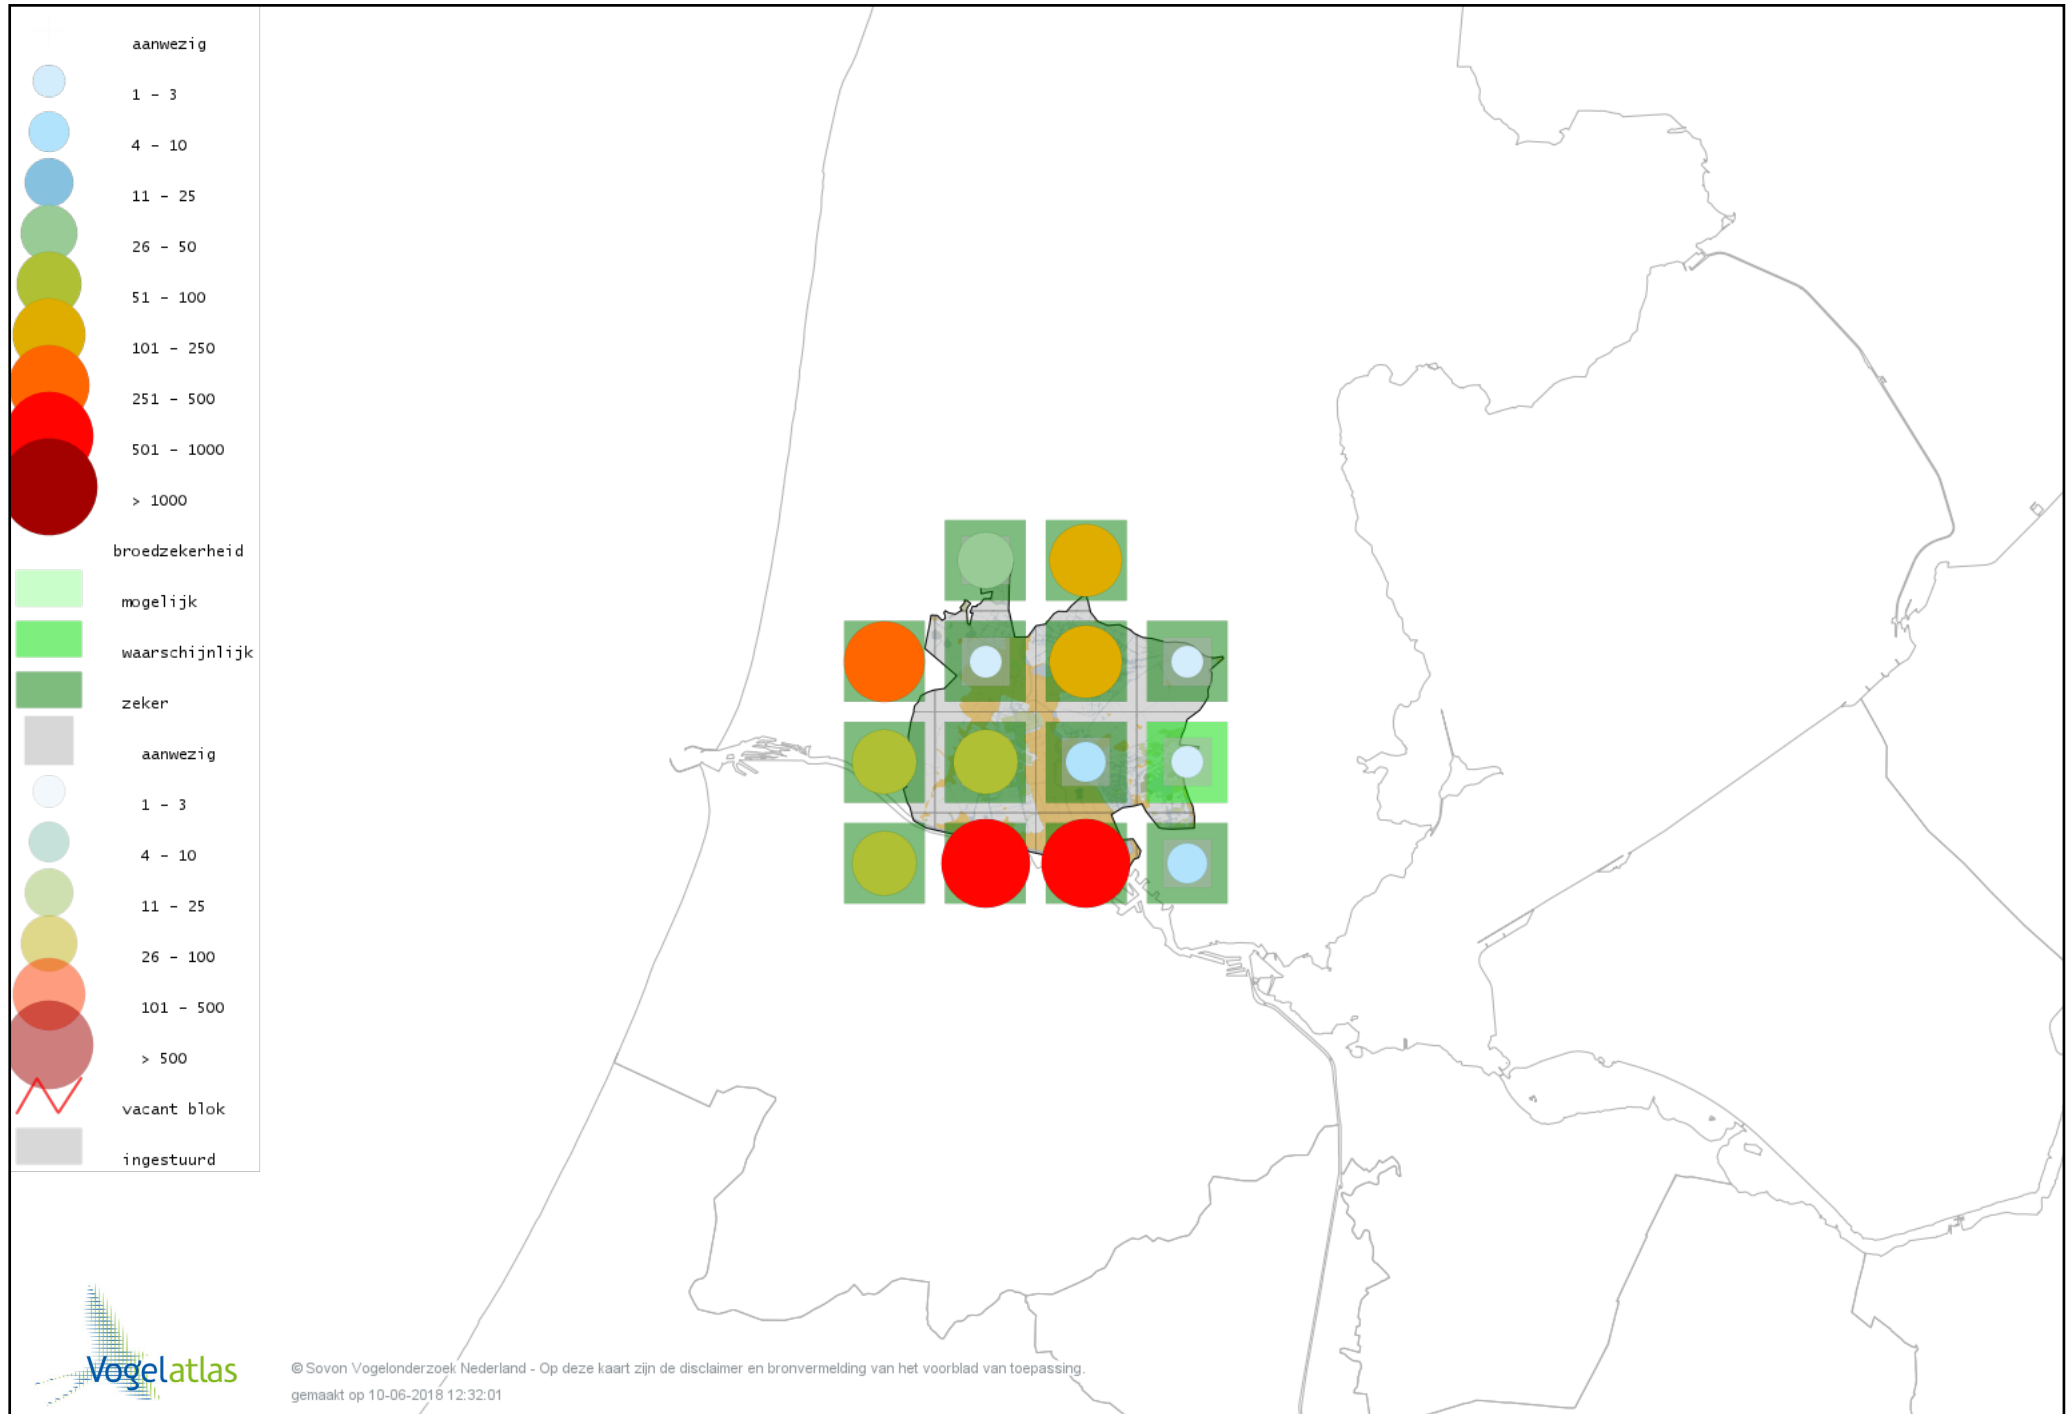 aanwezig
1 - 3
4 - 10
11 - 25
26 - 50
51 - 100
101 - 250
251 - 500
501 - 1000
> 1000
broedzekerheid
mogelijk
waarschijnlijk
zeker
aanwezig
1 - 3
4 - 10
11 - 25
26 - 100
101 - 500
> 500
vacant blok
ingestuurd
Vogelatlas
© Sovon Vogelonderzoek Nederland - Op deze kaart zijn de disclaimer en bronvermelding van het voorblad van toepassing.
gemaakt op 10-06-2018 12:32:01